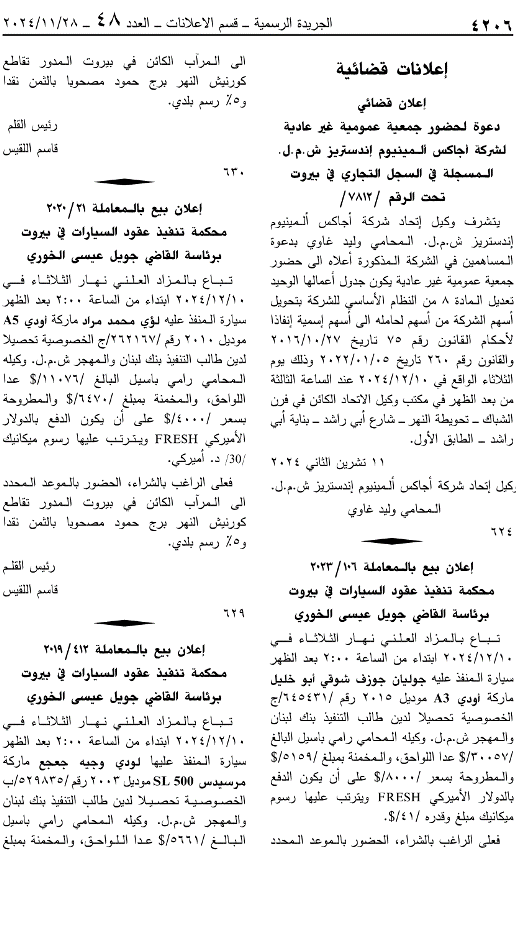 ٤٢٠٦
الجريدة الرسمية – قسم الاعلانات – العدد ٤٨ – ٢٠٢٤/١١/٢٨
إعلانات قضائية
إعلان قضائي
دعوة لحضور جمعية عمومية غير عادية
لشركة أجاكس ألمينيوم إندستريز ش.م.ل.
المسجلة في السجل التجاري في بيروت
تحت الرقم /٧٨١٢/
يتشرف وكيل إتحاد شركة أجاكس ألمينيوم
إندستريز ش.م.ل. المحامي وليد غاوي بدعوة
المساهمين في الشركة المذكورة أعلاه الى حضور
جمعية عمومية غير عادية يكون جدول أعمالها الوحيد
تعديل المادة ٨ من النظام الأساسي للشركة بتحويل
أسهم الشركة من أسهم لحامله الى أسهم إسمية إنفاذا
لأحكام القانون رقم ٧٥ تاريخ ٢٠١٦/١٠/٢٧
والقانون رقم ٢٦٠ تاريخ ٢٠٢٢/٠١/٠٥ وذلك يوم
الثلاثاء الواقع في ٢٠٢٤/١٢/١٠ عند الساعة الثالثة
من بعد الظهر في مكتب وكيل الاتحاد الكائن في فرن
الشباك – تحويطة النهر – شارع أبي راشد – بناية أبي
راشد – الطابق الأول.
١١ تشرين الثاني ٢٠٢٤
وكيل إتحاد شركة أجاكس ألمينيوم إندستريز ش.م.ل.
المحامي وليد غاوي
٦٢٤
إعلان بيع بالمعاملة ٢٠٢٣/١٠٦
محكمة تنفيذ عقود السيارات في بيروت
برئاسة القاضي جويل عيسى الخوري
تباع بالمزاد العلني نهار الثلاثاء في
٢٠٢٤/١٢/١٠ ابتداء من الساعة ٢:٠٠ بعد الظهر
سيارة المنفذ عليه جوليان جوزف شوقي أبو خليل
ماركة أودي A3 موديل ٢٠١٥ رقم /٦٤٥٤٣١/ج
الخصوصية تحصيلا لدين طالب التنفيذ بنك لبنان
والمهجر ش.م.ل. وكيله المحامي رامي باسيل البالغ
/٣٠٠٥٧/$ عدا اللواحق، والمخمنة بمبلغ /٥١٥٩/$
والمطروحة بسعر /٨٠٠٠/$ على أن يكون الدفع
بالدولار الأميركي FRESH ويترتب عليها رسوم
ميكانيك مبلغ وقدره /٤١/$.
فعلى الراغب بالشراء، الحضور بالموعد المحدد
الى المرآب الكائن في بيروت المدور تقاطع
كورنيش النهر برج حمود مصحوبا بالثمن نقدا
و٥٪ رسم بلدي.
رئيس القلم
قاسم اللقيس
٦٣٠
إعلان بيع بالمعاملة ٢٠٢٠/٢١
محكمة تنفيذ عقود السيارات في بيروت
برئاسة القاضي جويل عيسى الخوري
تباع بالمزاد العلني نهار الثلاثاء في
٢٠٢٤/١٢/١٠ ابتداء من الساعة ٢:٠٠ بعد الظهر
سيارة المنفذ عليه لؤي محمد مراد ماركة أودي A5
موديل ٢٠١٠ رقم /٢٦٢١٦٧/ج الخصوصية تحصيلا
لدين طالب التنفيذ بنك لبنان والمهجر ش.م.ل. وكيله
المحامي رامي باسيل البالغ /١١٠٧٦/$ عدا
اللواحق، والمخمنة بمبلغ /٦٤٧٠/$ والمطروحة
بسعر /٤٠٠٠/$ على أن يكون الدفع بالدولار
الأميركي FRESH ويترتب عليها رسوم ميكانيك
/30/ د. أميركي.
فعلى الراغب بالشراء، الحضور بالموعد المحدد
الى المرآب الكائن في بيروت المدور تقاطع
كورنيش النهر برج حمود مصحوبا بالثمن نقدا
و٥٪ رسم بلدي.
رئيس القلم
قاسم اللقيس
٦٢٩
إعلان بيع بالمعاملة ٢٠١٩/٤١٢
محكمة تنفيذ عقود السيارات في بيروت
برئاسة القاضي جويل عيسى الخوري
تباع بالمزاد العلني نهار الثلاثاء في
٢٠٢٤/١٢/١٠ ابتداء من الساعة ٢:٠٠ بعد الظهر
سيارة المنفذ عليها لودي وجيه جعجع ماركة
مرسيدس SL 500 موديل ٢٠٠٣ رقم /٥٢٩٨٣٥/ب
الخصوصية تحصيلا لدين طالب التنفيذ بنك لبنان
والمهجر ش.م.ل. وكيله المحامي رامي باسيل
البالغ /٥٦٦١/$ عدا اللواحق، والمخمنة بمبلغ